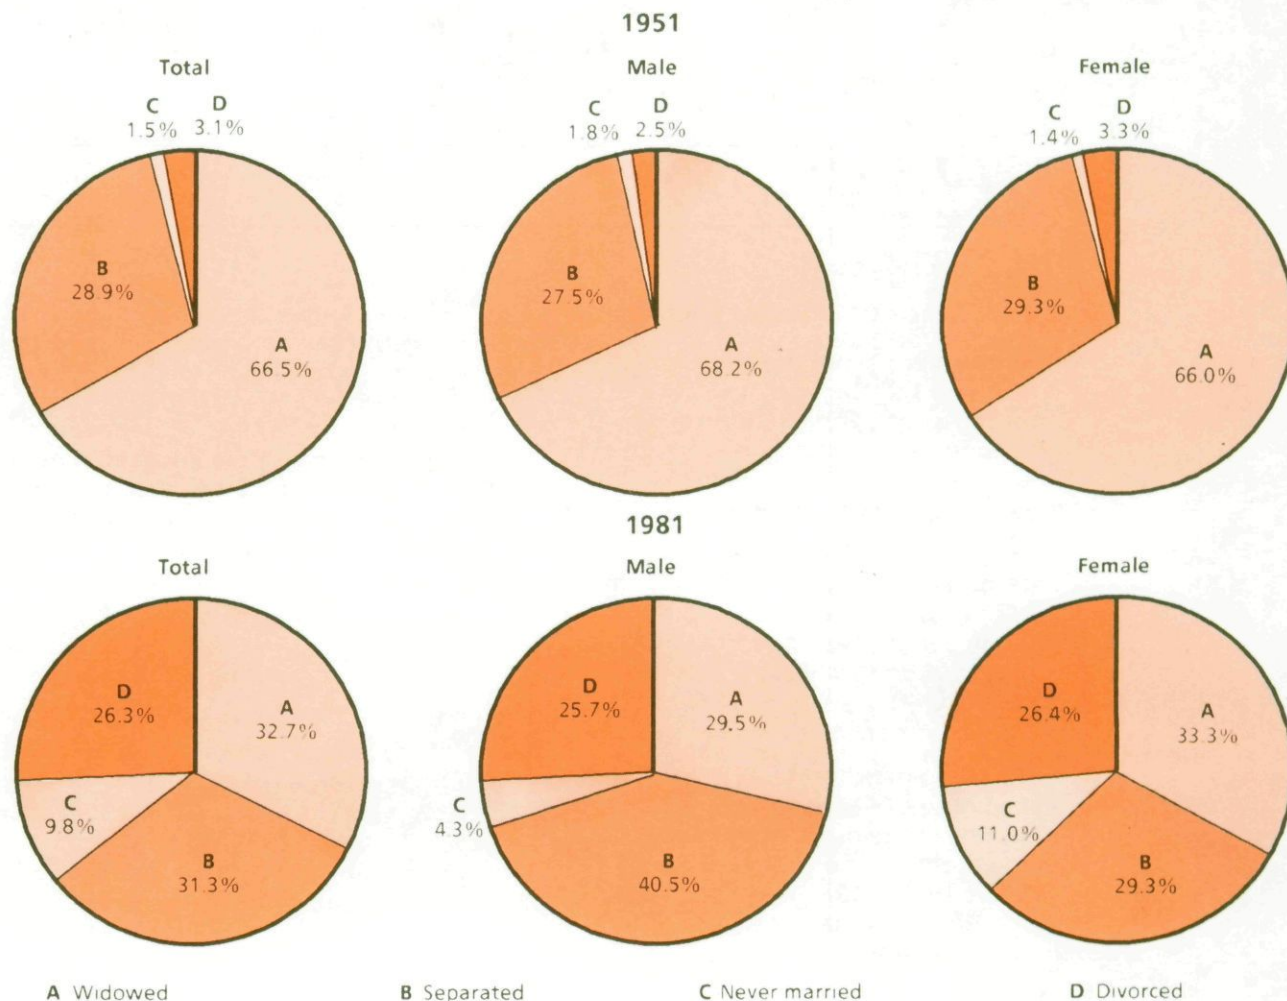 1951
Total
Male
Female
C
1.5%
D
3.1%
B
28.9%
A
66.5%
C
1.8%
D
2.5%
B
27.5%
A
68.2%
C
1.4%
D
3.3%
B
29.3%
A
66.0%
1981
Total
Male
Female
D
26.3%
A
32.7%
C
9.8%
B
31.3%
D
25.7%
A
29.5%
C
4.3%
B
40.5%
D
26.4%
A
33.3%
C
11.0%
B
29.3%
A Widowed
B Separated
C Never married
D Divorced